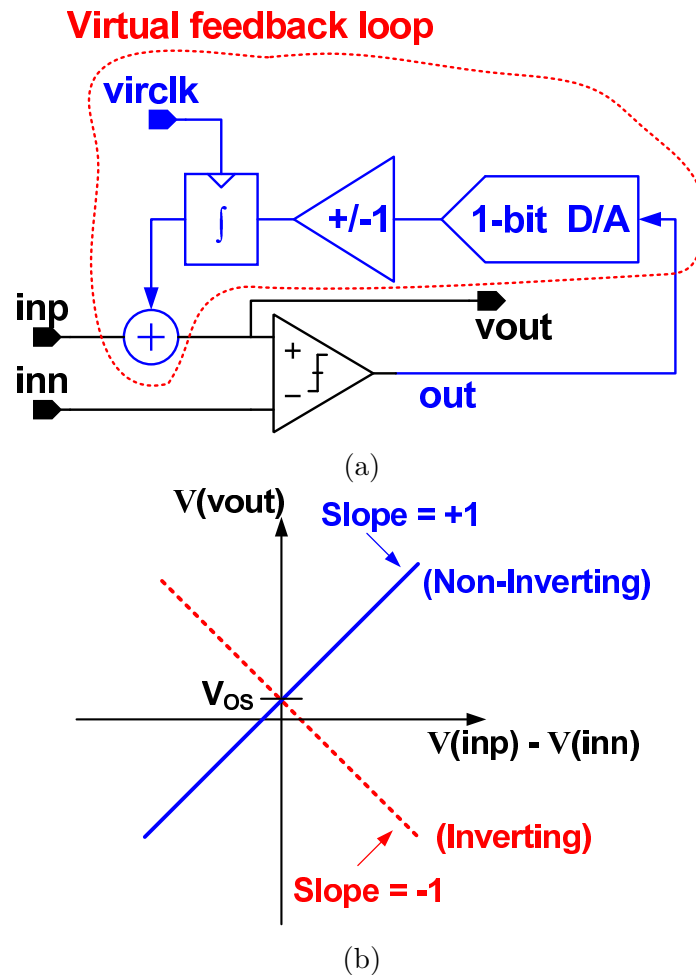 Virtual feedback loop
virclk
∫
+/-1
1-bit D/A
inp
+
+
vout
inn
−
out
(a)
V(vout)
Slope = +1
(Non-Inverting)
VOS
V(inp) - V(inn)
(Inverting)
Slope = -1
(b)